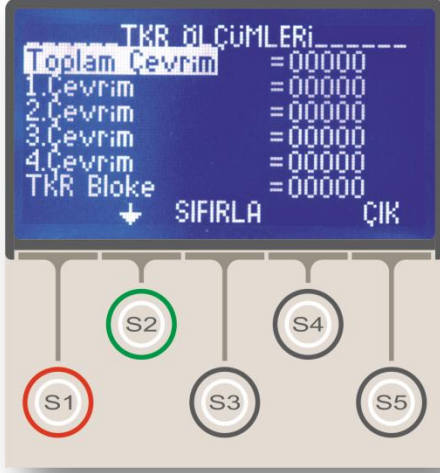 TKR ÖLÇÜMLERİ
Toplam Çevrim =00000
1.Çevrim =00000
2.Çevrim =00000
3.Çevrim =00000
4.Çevrim =00000
TKR Bloke =00000
SIFIRLA ÇIK
S2 S4
S1 S3 S5